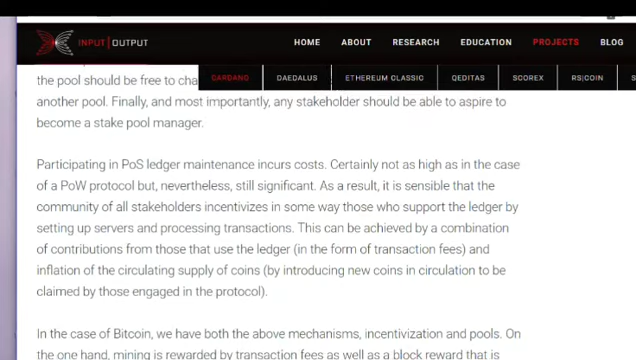 INPUT | OUTPUT
HOME ABOUT RESEARCH EDUCATION PROJECTS BLOG
CARDANO DAEDALUS ETHEREUM CLASSIC QEDITAS SCOREX RS|COIN
the pool should be free to cha
another pool. Finally, and most importantly, any stakeholder should be able to aspire to
become a stake pool manager.
Participating in PoS ledger maintenance incurs costs. Certainly not as high as in the case
of a PoW protocol but, nevertheless, still significant. As a result, it is sensible that the
community of all stakeholders incentivizes in some way those who support the ledger by
setting up servers and processing transactions. This can be achieved by a combination
of contributions from those that use the ledger (in the form of transaction fees) and
inflation of the circulating supply of coins (by introducing new coins in circulation to be
claimed by those engaged in the protocol).
In the case of Bitcoin, we have both the above mechanisms, incentivization and pools. On
the one hand, mining is rewarded by transaction fees as well as a block reward that is